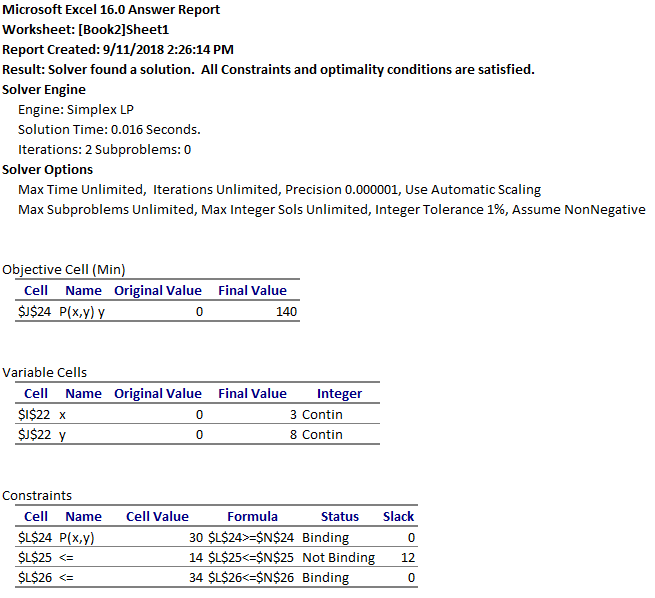 Microsoft Excel 16.0 Answer Report
Worksheet: [Book2]Sheet1
Report Created: 9/11/2018 2:26:14 PM
Result: Solver found a solution.  All Constraints and optimality conditions are satisfied.
Solver Engine
Engine: Simplex LP
Solution Time: 0.016 Seconds.
Iterations: 2 Subproblems: 0
Solver Options
Max Time Unlimited,  Iterations Unlimited, Precision 0.000001, Use Automatic Scaling
Max Subproblems Unlimited, Max Integer Sols Unlimited, Integer Tolerance 1%, Assume NonNegative
Objective Cell (Min)
Cell Name Original Value Final Value
$J$24 P(x,y) y 0 140
Variable Cells
Cell Name Original Value Final Value Integer
$I$22 x 0 3 Contin
$J$22 y 0 8 Contin
Constraints
Cell Name Cell Value Formula Status Slack
$L$24 P(x,y) 30 $L$24>=$N$24 Binding 0
$L$25 <= 14 $L$25<=$N$25 Not Binding 12
$L$26 <= 34 $L$26<=$N$26 Binding 0